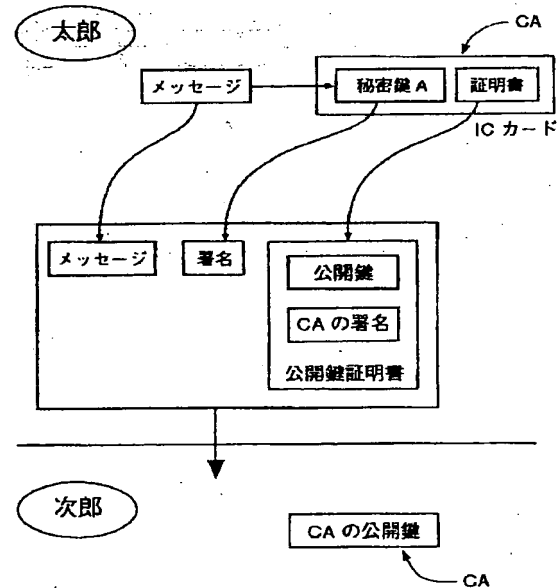 太郎
CA
メッセージ
秘密鍵 A
証明書
IC カード
メッセージ
署名
公開鍵
CA の署名
公開鍵証明書
次郎
CA の公開鍵
CA